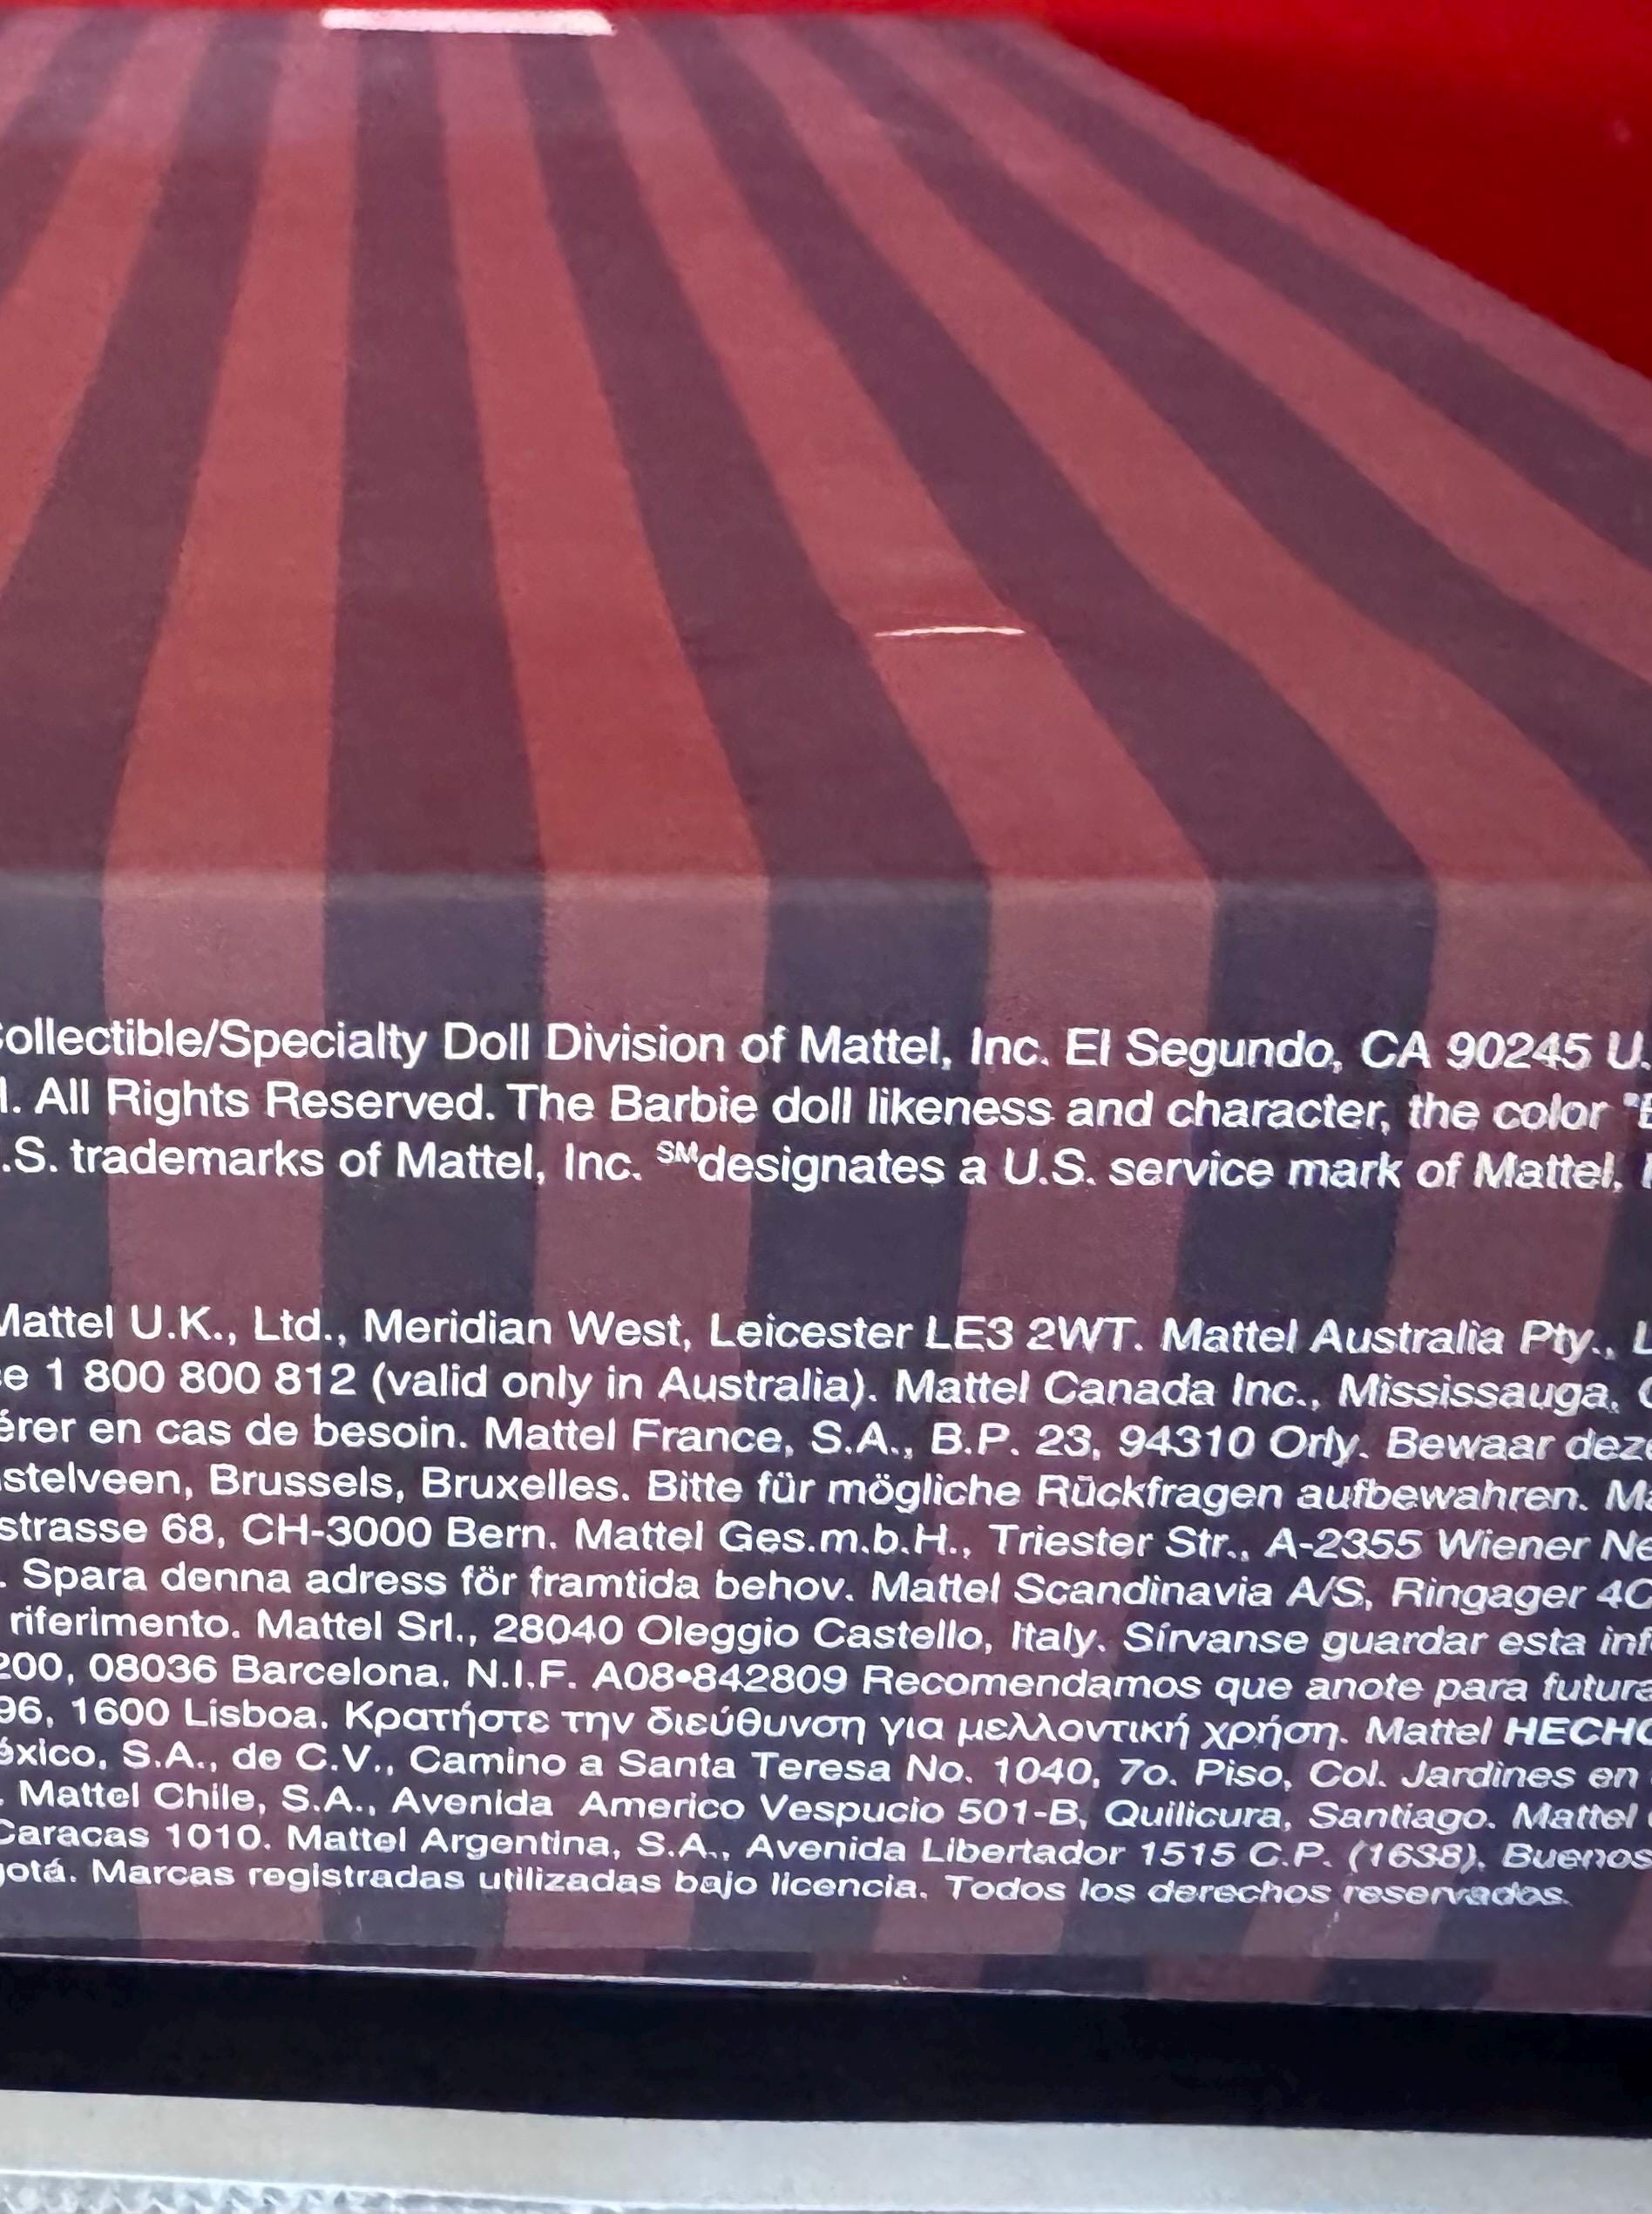 ollectible/Specialty Doll Division of Mattel, Inc. El Segundo, CA 90245 U.
. All Rights Reserved. The Barbie doll likeness and character, the color "
.S. trademarks of Mattel, Inc. SM designates a U.S. service mark of Mattel,
Mattel U.K., Ltd., Meridian West, Leicester LE3 2WT. Mattel Australia Pty., L
e 1 800 800 812 (valid only in Australia). Mattel Canada Inc., Mississauga,
érer en cas de besoin. Mattel France, S.A., B.P. 23, 94310 Orly. Bewaar dez
stelveen, Brussels, Bruxelles. Bitte für mögliche Rückfragen aufbewahren. Ma
strasse 68, CH-3000 Bern. Mattel Ges.m.b.H., Triester Str., A-2355 Wiener Ne
. Spara denna adress för framtida behov. Mattel Scandinavia A/S, Ringager 4
riferimento. Mattel Srl., 28040 Oleggio Castello, Italy. Sírvanse guardar esta inf
200, 08036 Barcelona. N.I.F. A08•842809 Recomendamos que anote para futura
96, 1600 Lisboa. Κρατήστε την διεύθυνση για μελλοντική χρήση. Mattel HECHO
éxico, S.A., de C.V., Camino a Santa Teresa No. 1040, 7o. Piso, Col. Jardines en
. Mattel Chile, S.A., Avenida Americo Vespucio 501-B, Quilicura, Santiago. Mattel
Caracas 1010. Mattel Argentina, S.A., Avenida Libertador 1515 C.P. (1638), Buenos
gotá. Marcas registradas utilizadas bajo licencia. Todos los derechos reservados.